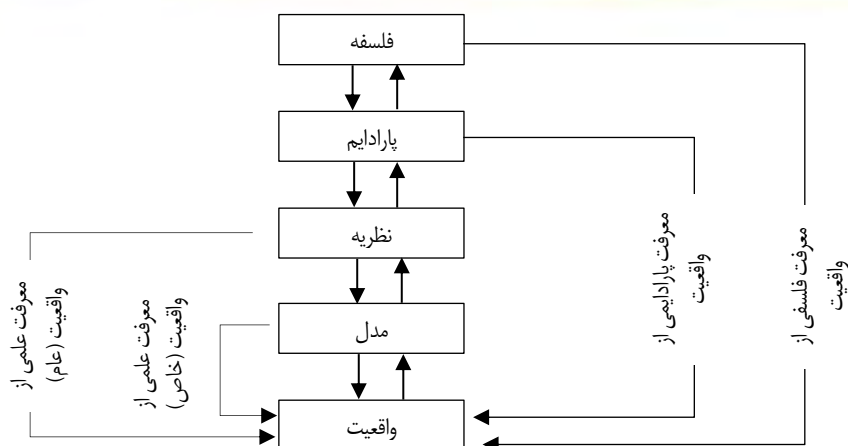 فلسفه
پارادایم
نظریه
مدل
واقعیت
معرفت فلسفی از
واقعیت
معرفت پارادایمی از
واقعیت
معرفت علمی از
واقعیت (خاص)
معرفت علمی از
واقعیت (عام)